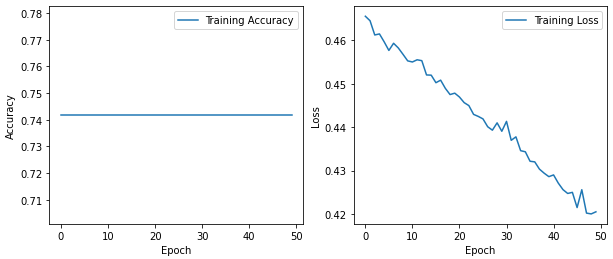 0.78
0.77
0.76
0.75
0.74
0.73
0.72
0.71
Accuracy
0 10 20 30 40 50
Epoch
Training Accuracy
0.46
0.45
0.44
0.43
0.42
Loss
0 10 20 30 40 50
Epoch
Training Loss